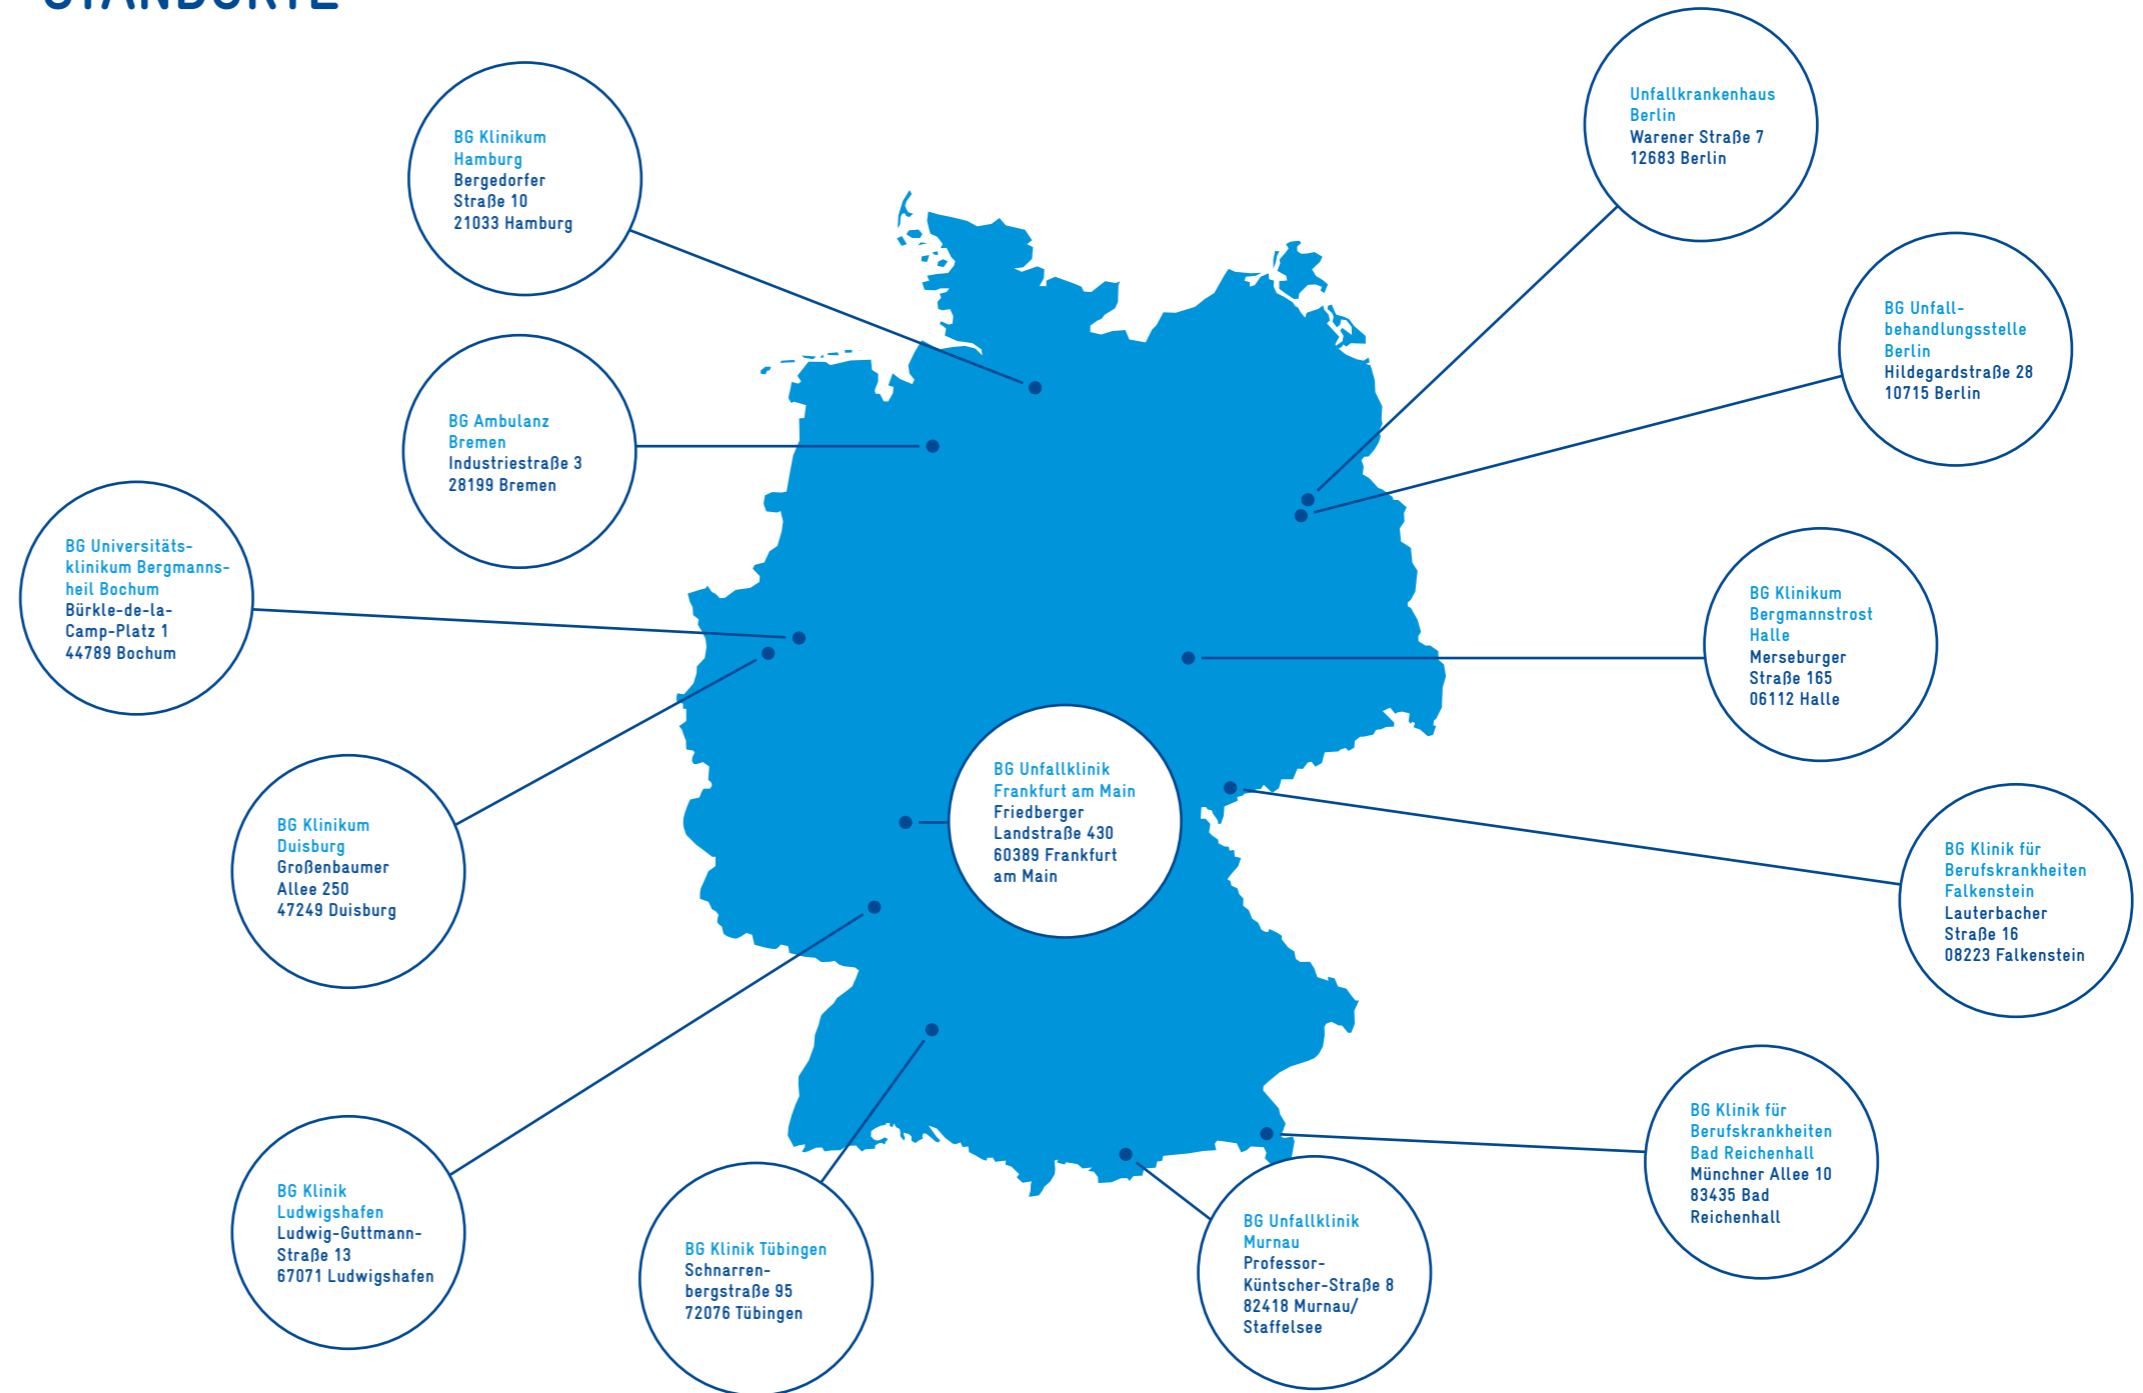 STANDORTE
BG Klinikum
Hamburg
Bergedorfer
Straße 10
21033 Hamburg
Unfallkrankenhaus
Berlin
Warener Straße 7
12683 Berlin
BG Unfall-
behandlungsstelle
Berlin
Hildegardstraße 28
10715 Berlin
BG Ambulanz
Bremen
Industriestraße 3
28199 Bremen
BG Universitäts-
klinikum Bergmanns-
heil Bochum
Bürkle-de-la-
Camp-Platz 1
44789 Bochum
BG Klinikum
Bergmannstrost
Halle
Merseburger
Straße 165
06112 Halle
BG Unfallklinik
Frankfurt am Main
Friedberger
Landstraße 430
60389 Frankfurt
am Main
BG Klinikum
Duisburg
Großenbaumer
Allee 250
47249 Duisburg
BG Klinik für
Berufskrankheiten
Falkenstein
Lauterbacher
Straße 16
08223 Falkenstein
BG Klinik für
Berufskrankheiten
Bad Reichenhall
Münchner Allee 10
83435 Bad
Reichenhall
BG Klinik
Ludwigshafen
Ludwig-Guttmann-
Straße 13
67071 Ludwigshafen
BG Klinik Tübingen
Schnarren-
bergstraße 95
72076 Tübingen
BG Unfallklinik
Murnau
Professor-
Küntscher-Straße 8
82418 Murnau/
Staffelsee